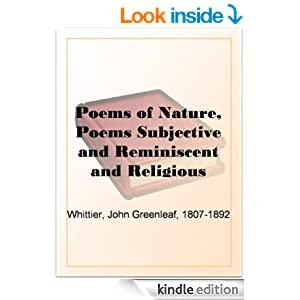 Look inside
Poems of Nature,
Poems Subjective
and Reminiscent
and Religious
Whittier, John Greenleaf, 1807-1892
kindle edition